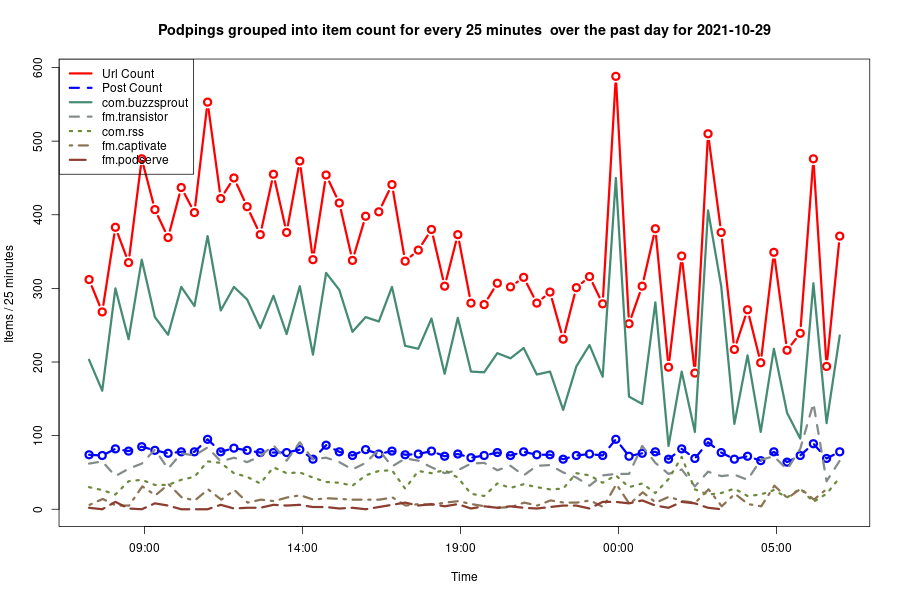 Podpings grouped into item count for every 25 minutes  over the past day for 2021-10-29
Url Count
Post Count
com.buzzsprout
fm.transistor
com.rss
fm.captivate
fm.podserve
600
500
400
300
200
100
0
Items / 25 minutes
09:00
14:00
19:00
00:00
05:00
Time